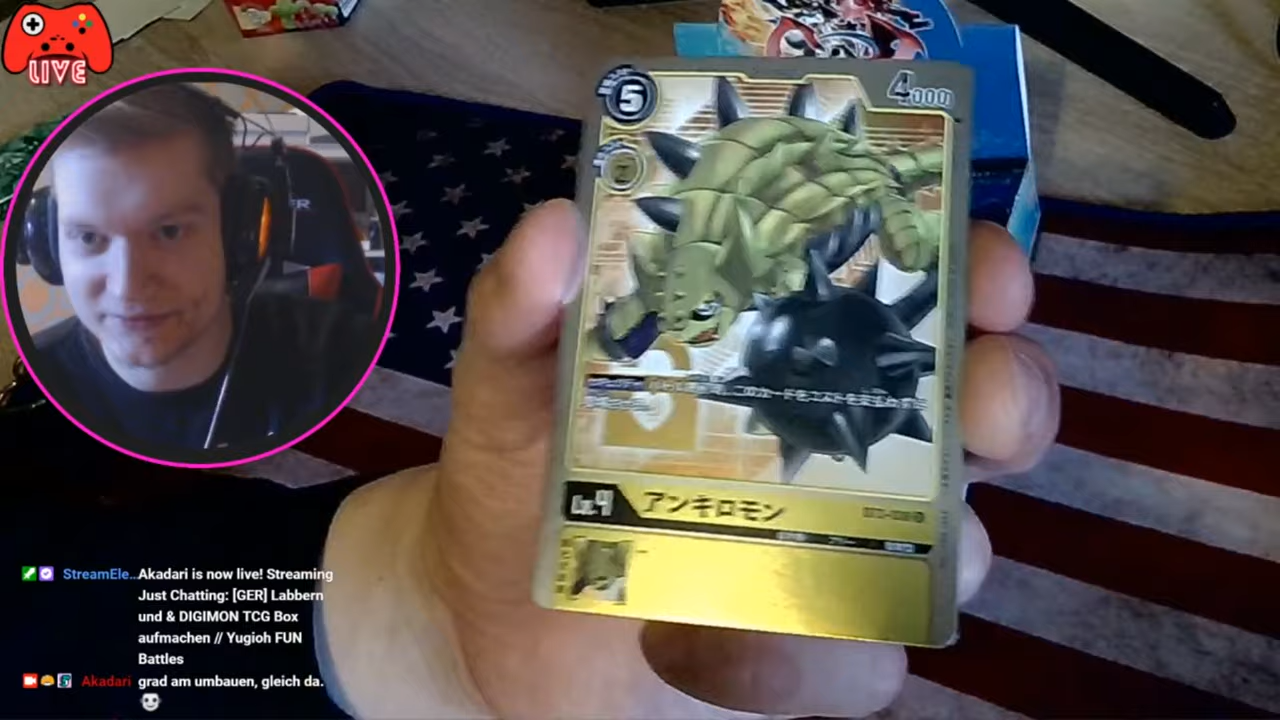 LIVE
5
4000
Lv.4
アンキロモン
StreamEle...Akadari is now live! Streaming
Just Chatting: [GER] Labbern
und & DIGIMON TCG Box
aufmachen // Yugioh FUN
Battles
Akadari grad am umbauen, gleich da.